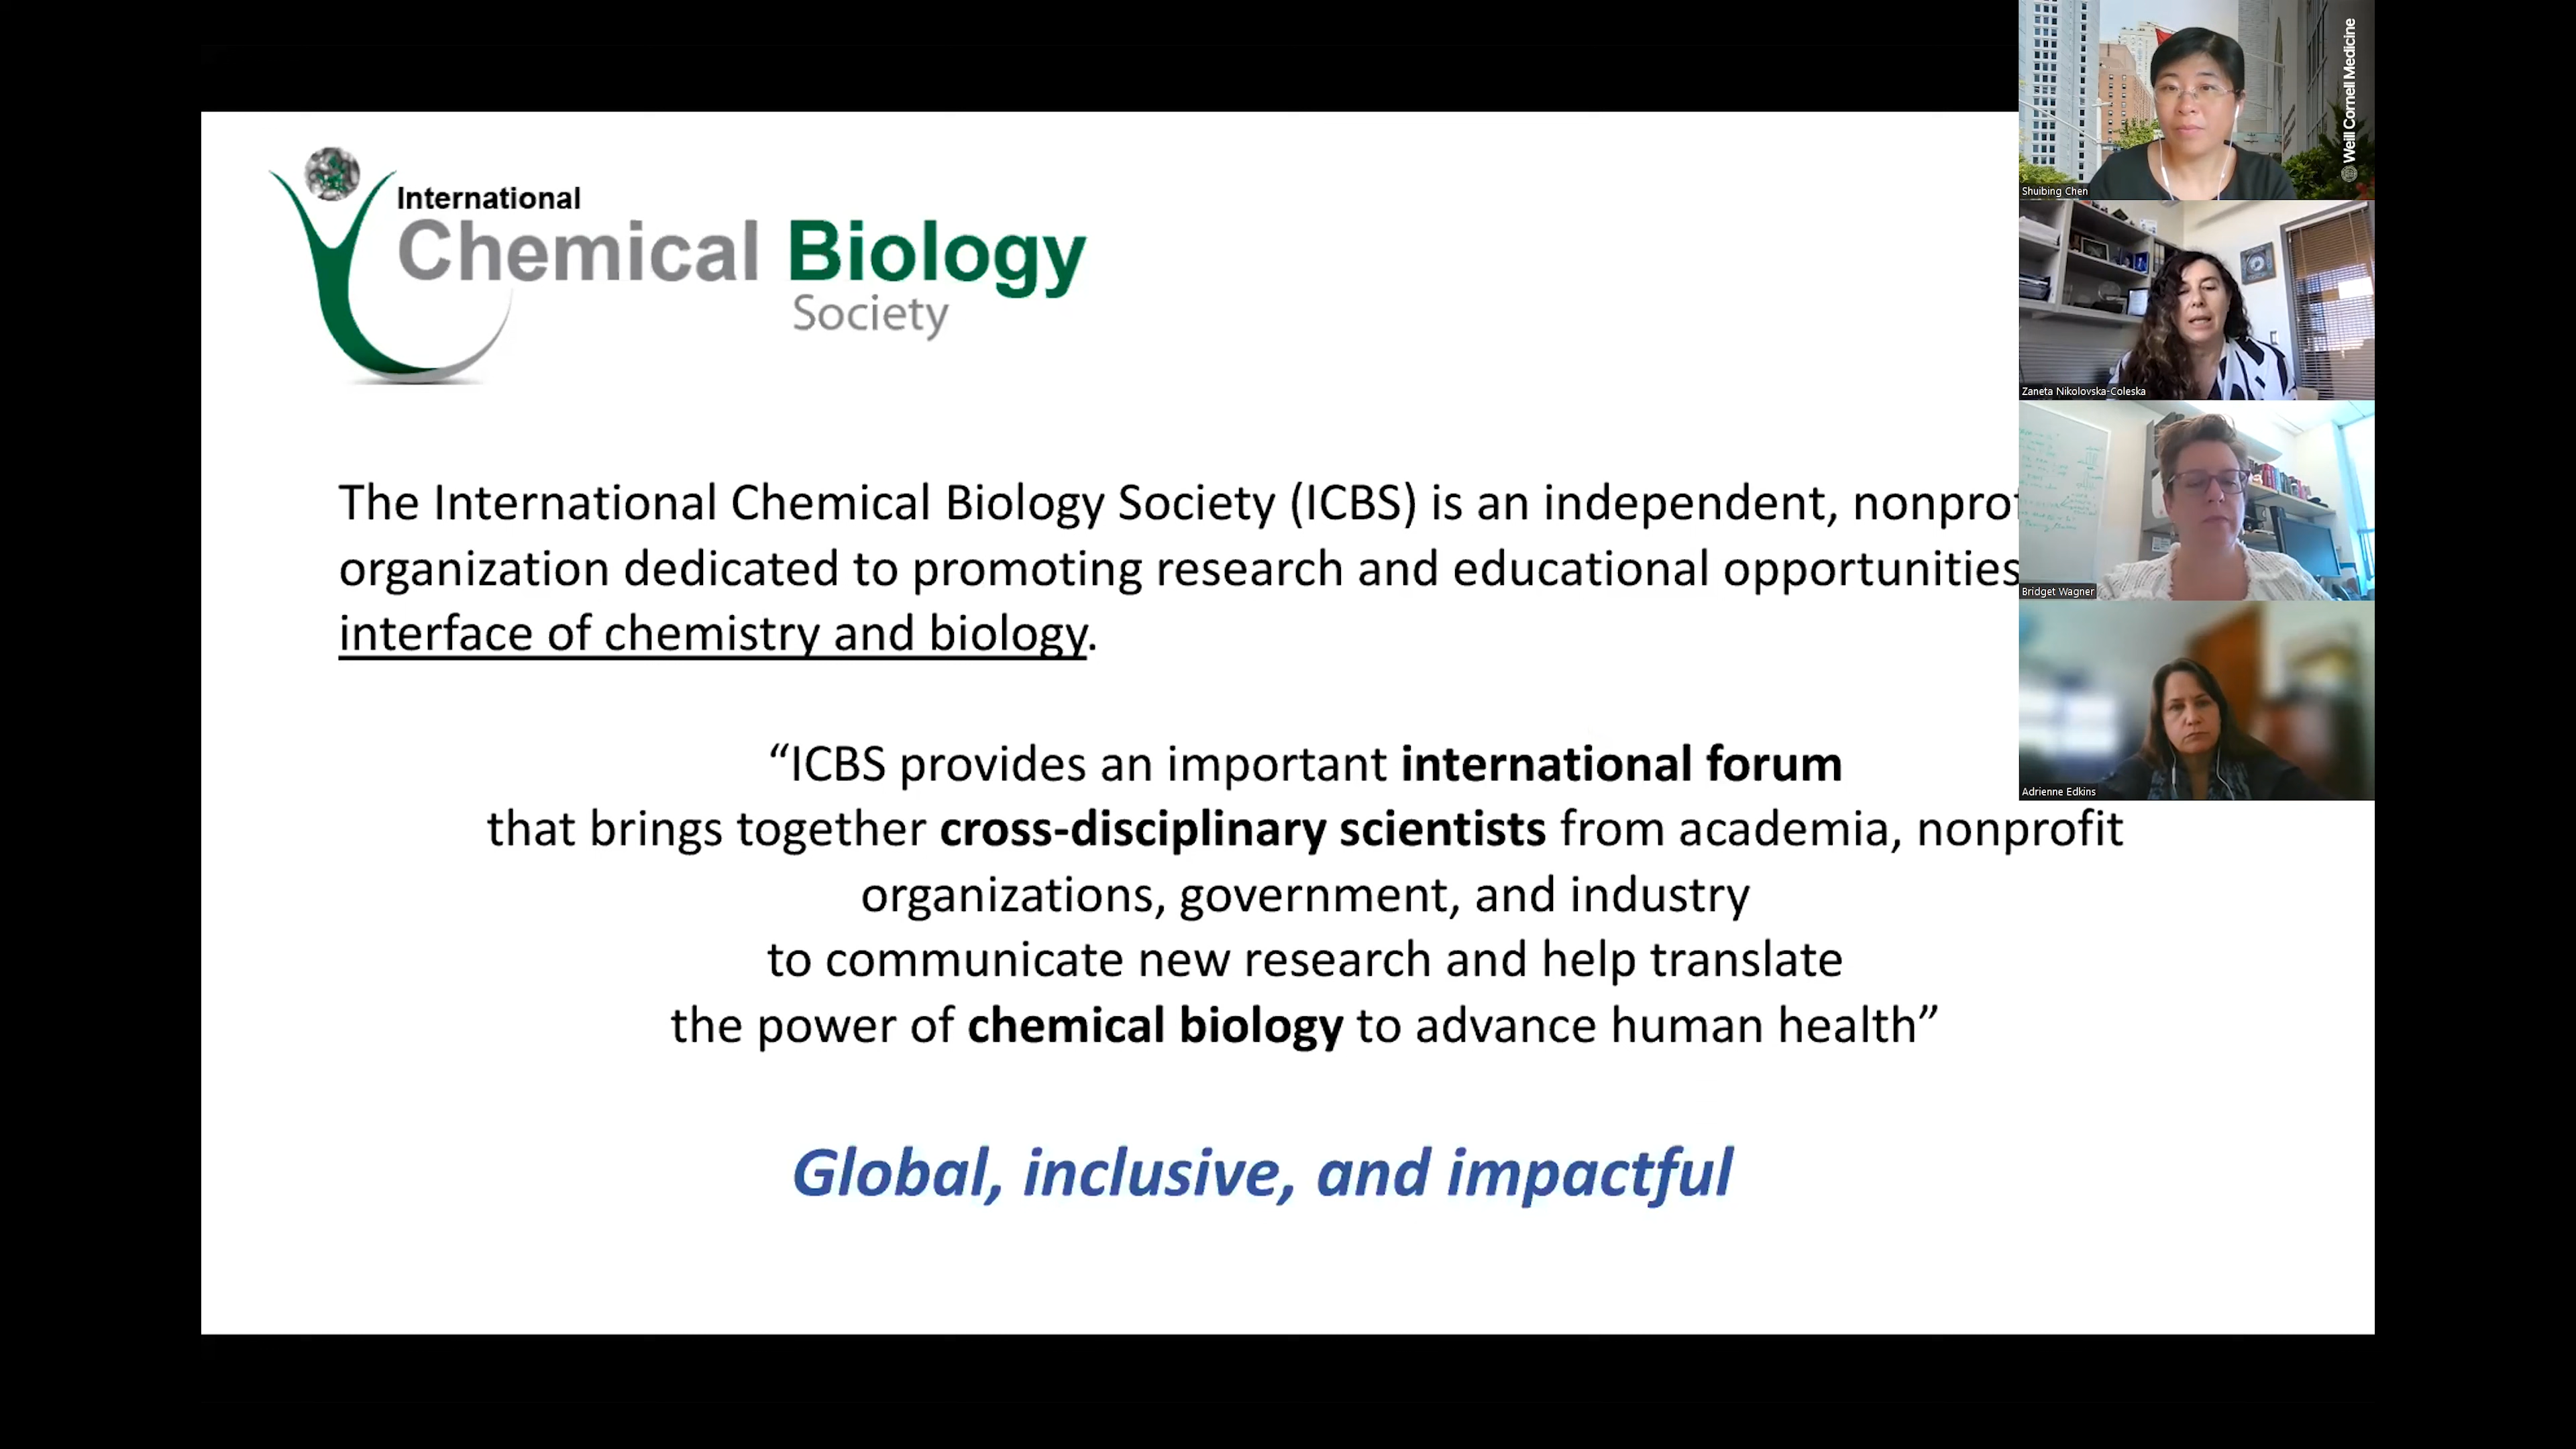 International
Chemical Biology
Society
The International Chemical Biology Society (ICBS) is an independent,
organization dedicated to promoting research and educational opportunities
interface of chemistry and biology.
“ICBS provides an important international forum
that brings together cross-disciplinary scientists from academia, nonprofit
organizations, government, and industry
to communicate new research and help translate
the power of chemical biology to advance human health”
Global, inclusive, and impactful
Weill Cornell Medicine
Shuibing Chen
Zaneta Nikolovska-Coleska
Bridget Wagner
Adrienne Edkins